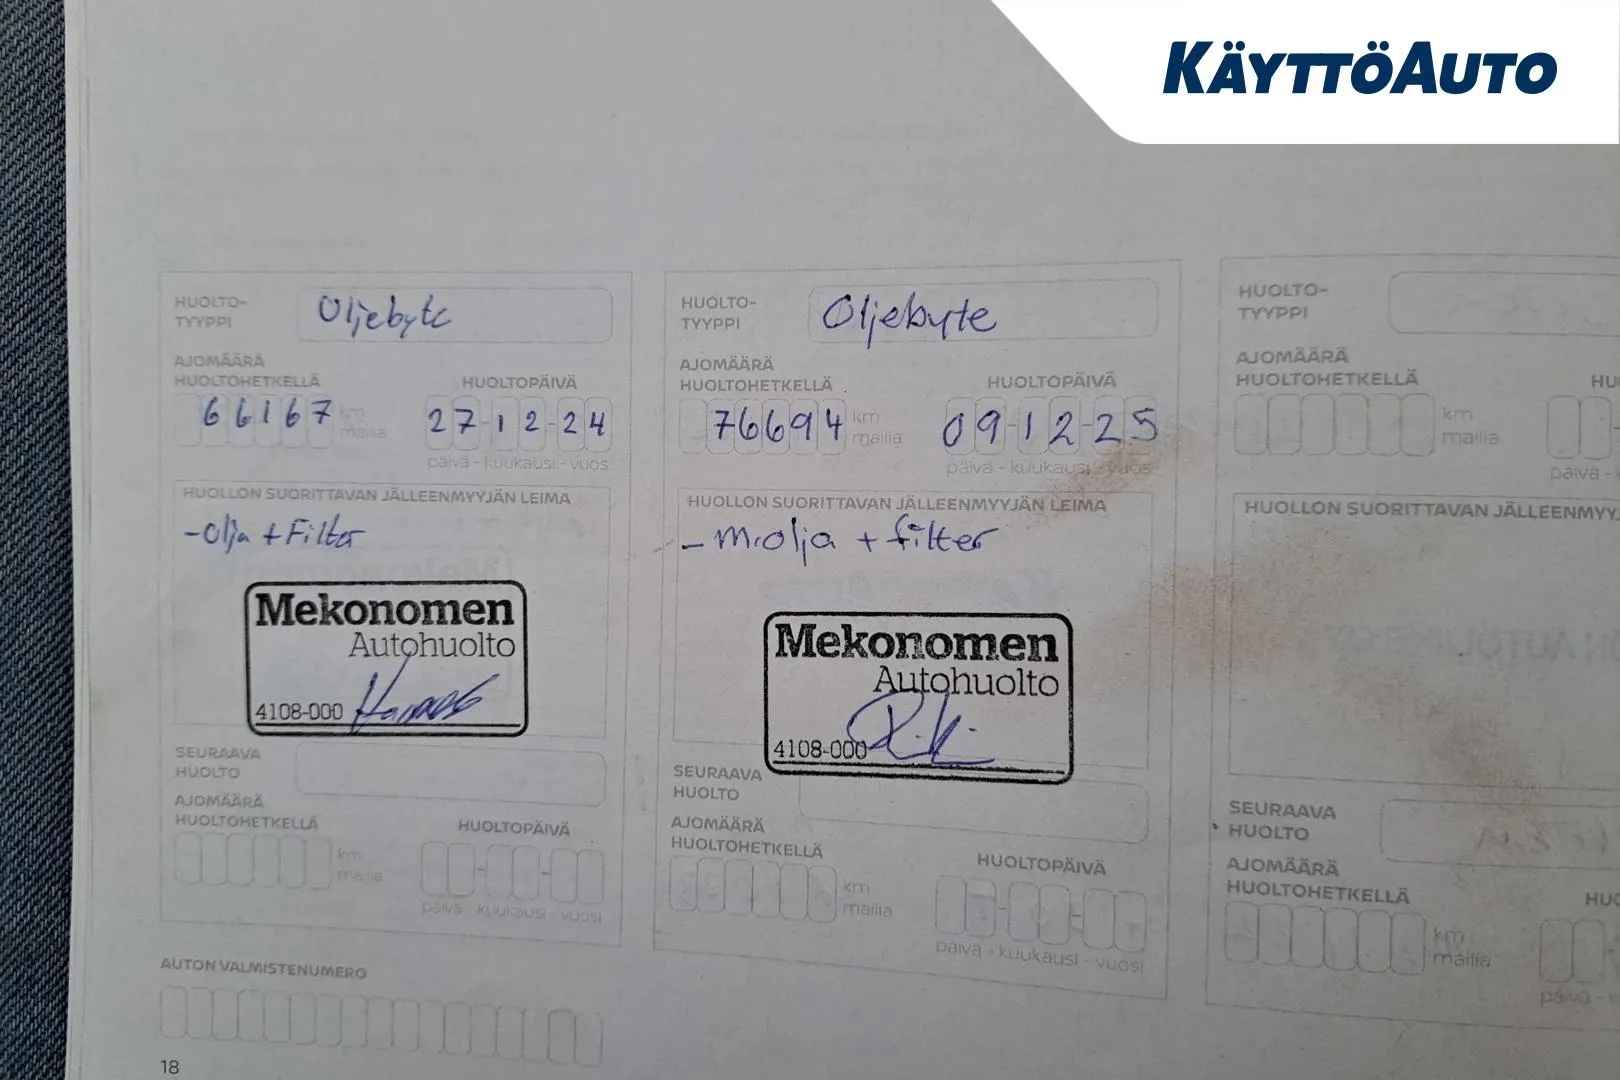 KÄYTTÖAUTO
HUOLTO-
TYYPPI
Oljebyte
AJOMÄÄRÄ
HUOLTOHETKELLÄ
66167
km
mailia
HUOLTOPÄIVÄ
27-12-24
päivä - kuukausi - vuosi
HUOLLON SUORITTAVAN JÄLLEENMYYJÄN LEIMA
-Olja + Filter
Mekonomen
Autohuolto
4108-000
SEURAAVA
HUOLTO
AJOMÄÄRÄ
HUOLTOHETKELLÄ
km
mailia
HUOLTOPÄIVÄ
päivä - kuukausi - vuosi
AUTON VALMISTENUMERO
18
HUOLTO-
TYYPPI
Oljebyte
AJOMÄÄRÄ
HUOLTOHETKELLÄ
76694
km
mailia
HUOLTOPÄIVÄ
09-12-25
päivä - kuukausi - vuosi
HUOLLON SUORITTAVAN JÄLLEENMYYJÄN LEIMA
- M.olja + filter
Mekonomen
Autohuolto
4108-000
SEURAAVA
HUOLTO
AJOMÄÄRÄ
HUOLTOHETKELLÄ
km
mailia
HUOLTOPÄIVÄ
päivä - kuukausi - vuosi
HUOLTO-
TYYPPI
AJOMÄÄRÄ
HUOLTOHETKELLÄ
km
mailia
HU
päivä
HUOLLON SUORITTAVAN JÄLLEENMYY
SEURAAVA
HUOLTO
AJOMÄÄRÄ
HUOLTOHETKELLÄ
km
mailia
HUO
päivä